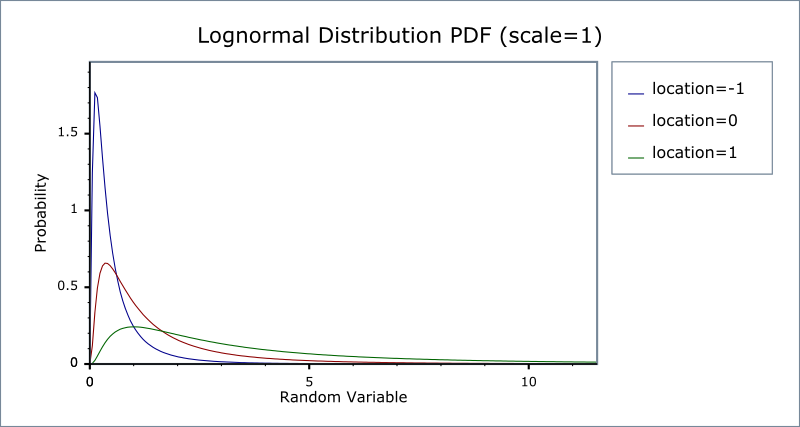 Lognormal Distribution PDF (scale=1)
location=-1
location=0
location=1
Probability
1.5
1
0.5
0
0 5 10
Random Variable